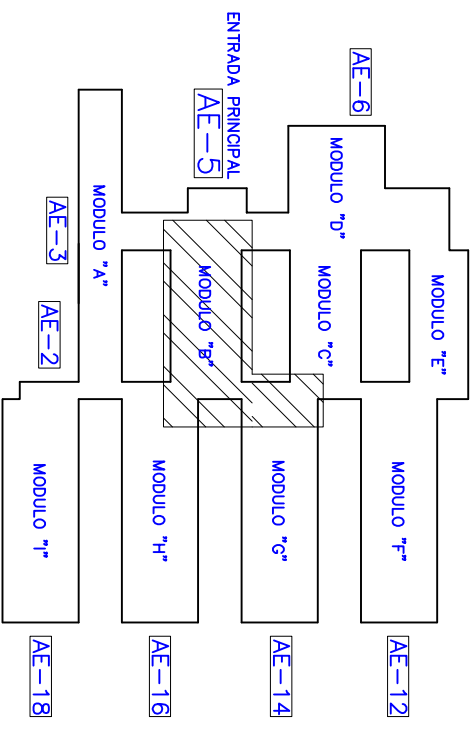 ENTRADA PRINCIPAL
AE-5
AE-6
MODULO "D"
MODULO "E"
MODULO "C"
MODULO "B"
MODULO "A"
AE-3
AE-2
MODULO "F"
MODULO "G"
MODULO "H"
MODULO "I"
AE-12
AE-14
AE-16
AE-18